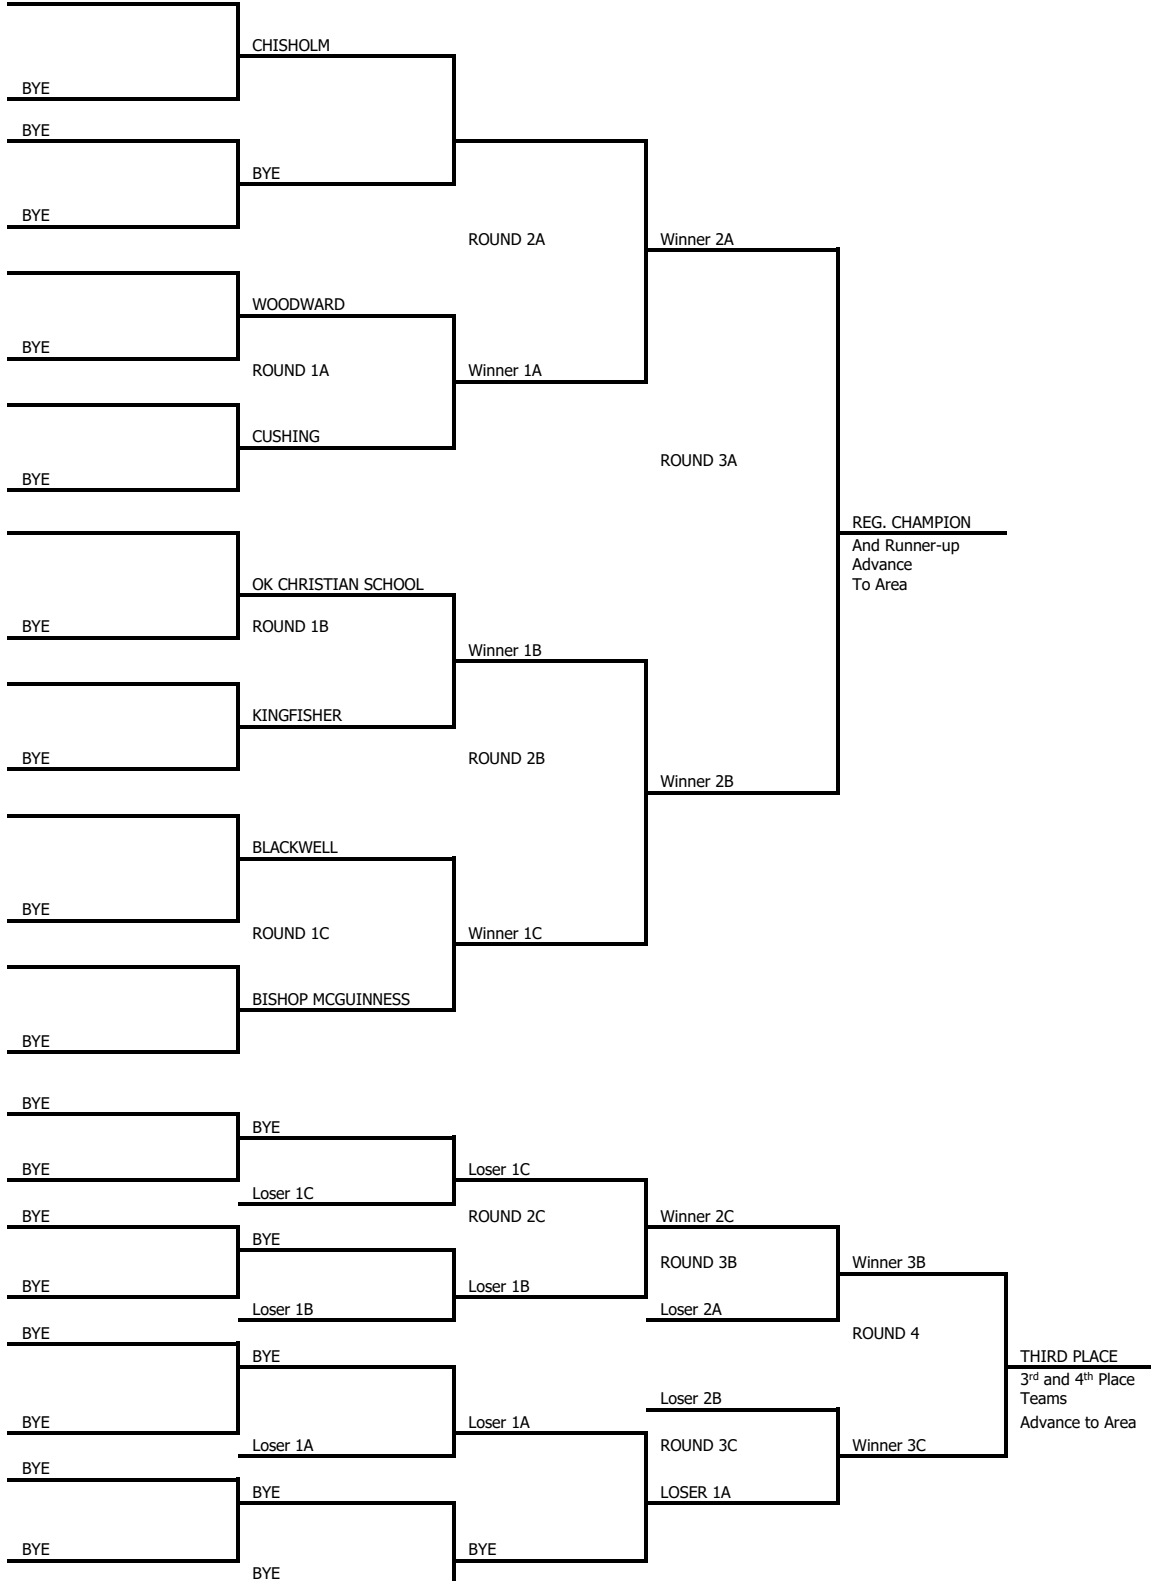 CHISHOLM
BYE
BYE
BYE
BYE
ROUND 2A
Winner 2A
WOODWARD
BYE
ROUND 1A
Winner 1A
CUSHING
ROUND 3A
BYE
REG. CHAMPION
And Runner-up
Advance
To Area
OK CHRISTIAN SCHOOL
BYE
ROUND 1B
Winner 1B
KINGFISHER
BYE
ROUND 2B
Winner 2B
BLACKWELL
BYE
ROUND 1C
Winner 1C
BISHOP MCGUINNESS
BYE
BYE
BYE
BYE
Loser 1C
Loser 1C
BYE
ROUND 2C
Winner 2C
BYE
ROUND 3B
Winner 3B
BYE
Loser 1B
Loser 1B
Loser 2A
BYE
ROUND 4
BYE
THIRD PLACE
3rd and 4th Place
Teams
Advance to Area
Loser 2B
BYE
Loser 1A
Loser 1A
ROUND 3C
Winner 3C
BYE
BYE
LOSER 1A
BYE
BYE
BYE